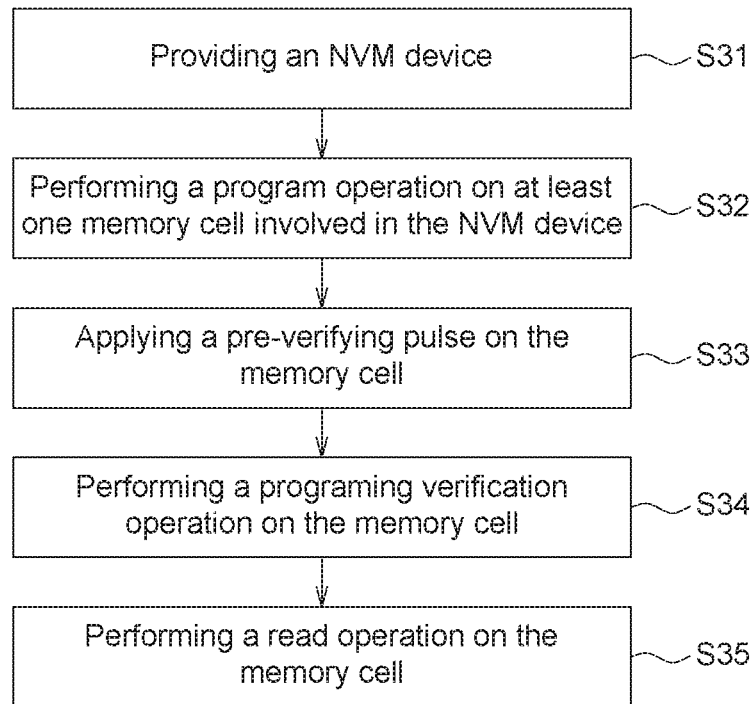 Providing an NVM device
S31
Performing a program operation on at least
one memory cell involved in the NVM device
S32
Applying a pre-verifying pulse on the
memory cell
S33
Performing a programing verification
operation on the memory cell
S34
Performing a read operation on the
memory cell
S35